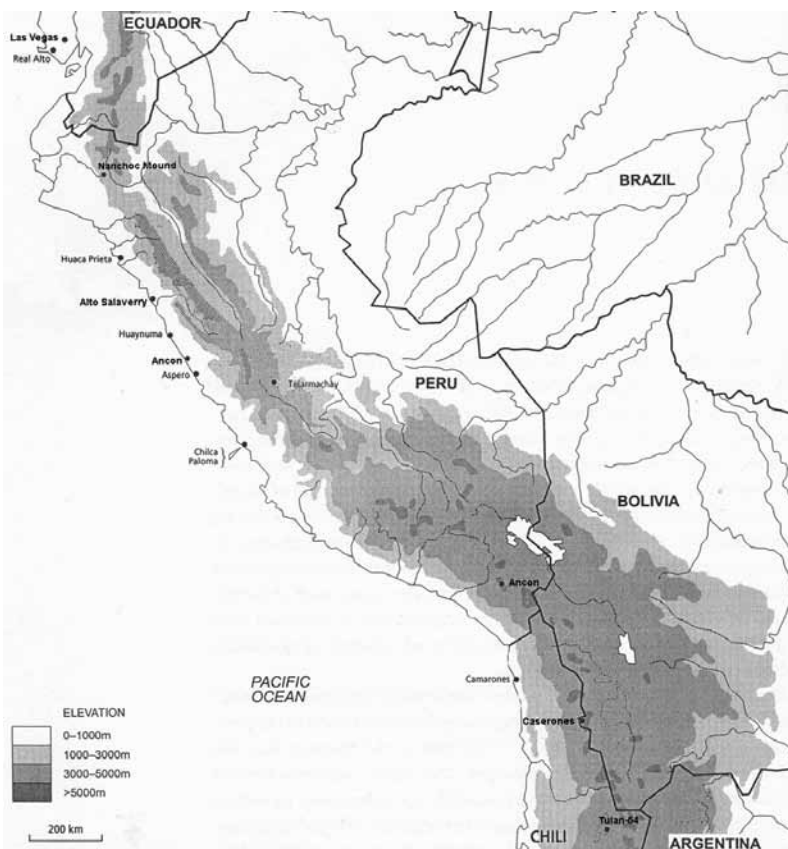 ECUADOR
Las Vegas
Real Alto
Nanchoc Mound
BRAZIL
Huaca Prieta
Alto Salaverry
Huaynuma
Ancon
Aspero
Telarmachay
PERU
Chilca
Paloma
BOLIVIA
Ancon
PACIFIC
OCEAN
Camarones
Caserones
ELEVATION
0–1000m
1000–3000m
3000–5000m
>5000m
200 km
CHILI
Tulan-54
ARGENTINA